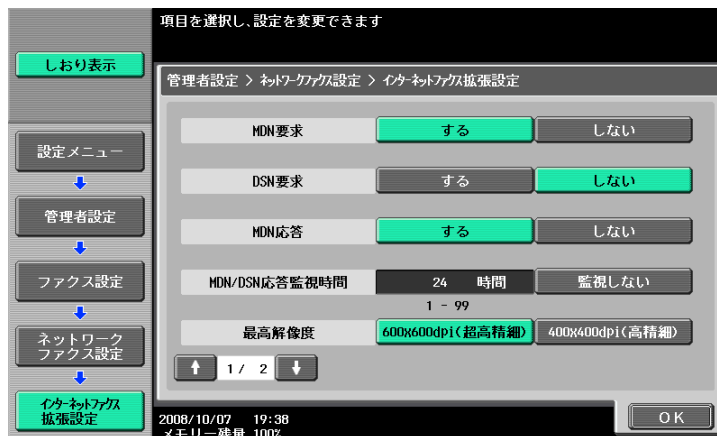 項目を選択し、設定を変更できます
しおり表示
管理者設定 > ネットワークファクス設定 > インターネットファクス拡張設定
設定メニュー
管理者設定
ファクス設定
ネットワーク
ファクス設定
インターネットファクス
拡張設定
MDN要求 する しない
DSN要求 する しない
MDN応答 する しない
MDN/DSN応答監視時間 24 時間 監視しない
1 - 99
最高解像度 600x600dpi(超高精細) 400x400dpi(高精細)
1/ 2
OK
2008/10/07 19:38
メモリー残量 100%